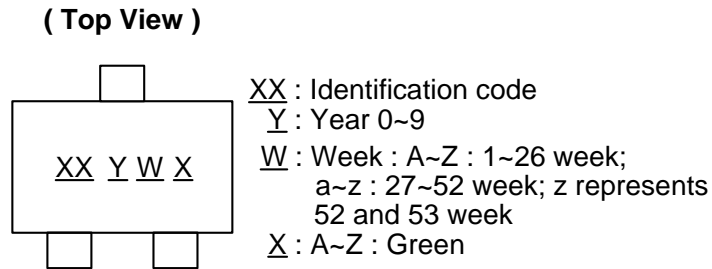 ( Top View )
XX Y W X
XX : Identification code
Y : Year 0~9
W : Week : A~Z : 1~26 week;
a~z : 27~52 week; z represents
52 and 53 week
X : A~Z : Green